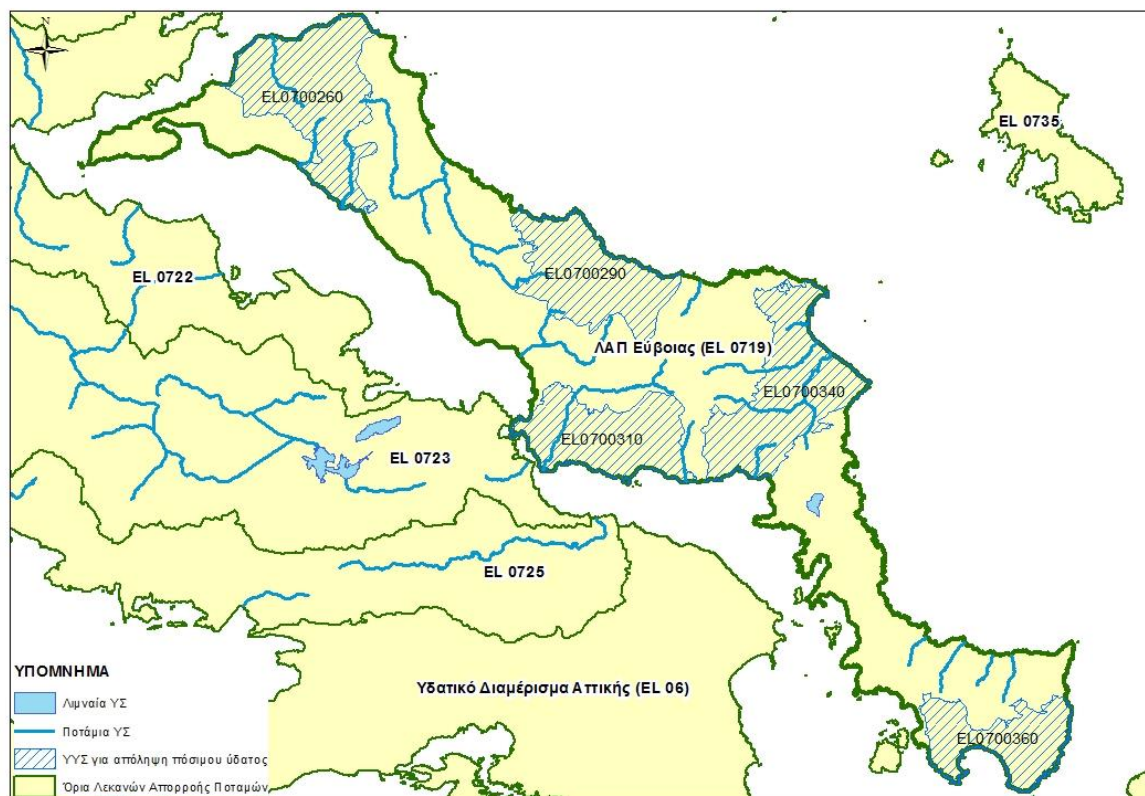 N
EL0700260
EL 0735
EL 0722
EL0700290
ΛΑΠ Εύβοιας (EL 0719)
EL0700340
EL0700310
EL 0723
EL 0725
Υδατικό Διαμέρισμα Αττικής (EL 06)
EL0700360
ΥΠΟΜΝΗΜΑ
Λιμναία ΥΣ
Ποτάμια ΥΣ
ΥΥΣ για απόληψη πόσιμου ύδατος
Όρια Λεκανών Απορροής Ποταμών